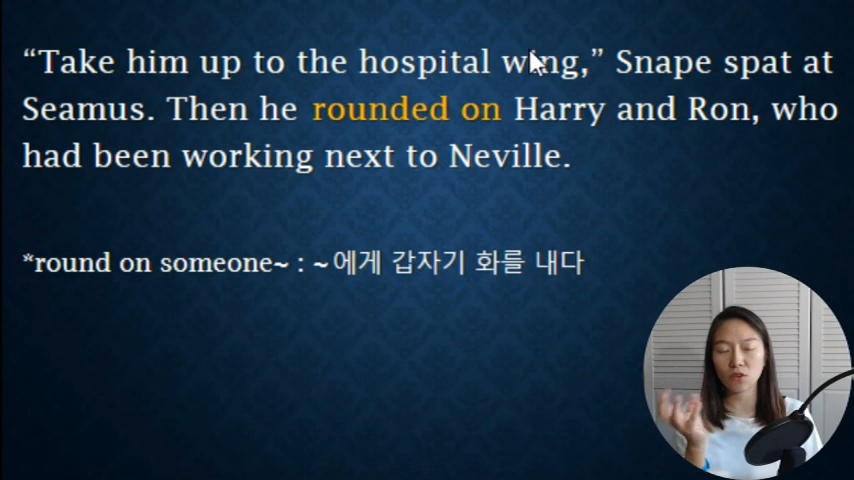 “Take him up to the hospital wing,” Snape spat at
Seamus. Then he rounded on Harry and Ron, who
had been working next to Neville.
*round on someone~ : ~에게 갑자기 화를 내다